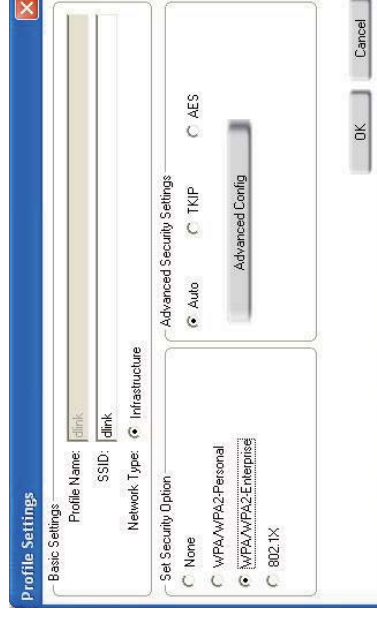 Profile Settings
Basic Settings
Profile Name: dlink
SSID: dlink
Network Type: Infrastructure
Set Security Option
None
WPA/WPA2-Personal
WPA/WPA2-Enterprise
802.1X
Advanced Security Settings
Auto TKIP AES
Advanced Config
OK Cancel